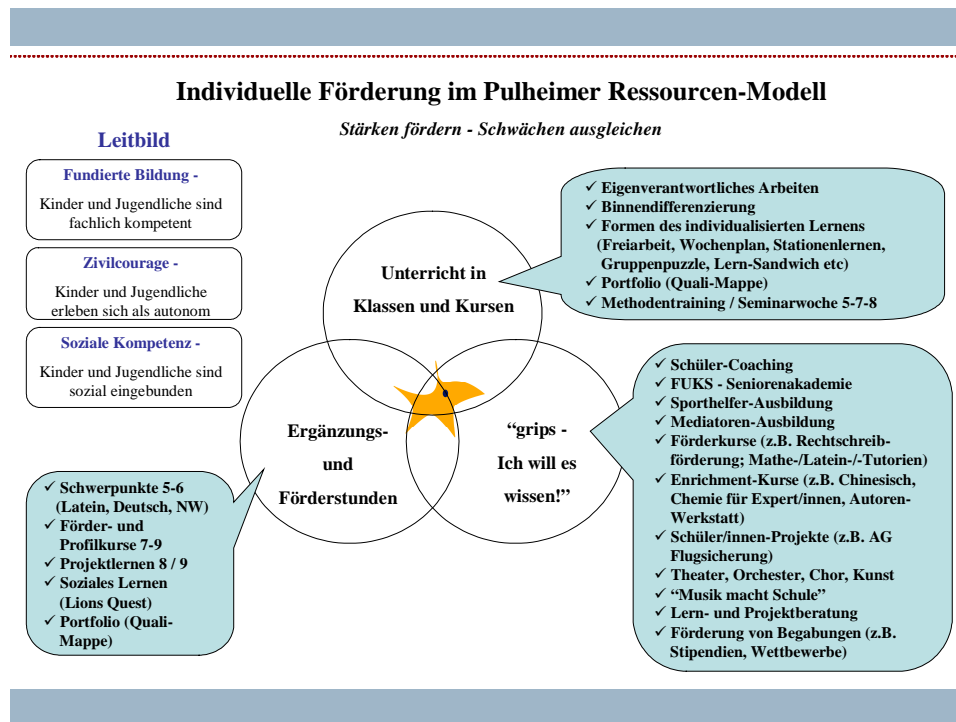 Individuelle Förderung im Pulheimer Ressourcen-Modell
Stärken fördern - Schwächen ausgleichen
Leitbild
Fundierte Bildung -
Kinder und Jugendliche sind
fachlich kompetent
Zivilcourage -
Kinder und Jugendliche
erleben sich als autonom
Soziale Kompetenz -
Kinder und Jugendliche sind
sozial eingebunden
Unterricht in
Klassen und Kursen
✓ Eigenverantwortliches Arbeiten
✓ Binnendifferenzierung
✓ Formen des individualisierten Lernens
(Freiarbeit, Wochenplan, Stationenlernen,
Gruppenpuzzle, Lern-Sandwich etc)
✓ Portfolio (Quali-Mappe)
✓ Methodentraining / Seminarwoche 5-7-8
Ergänzungs-
und
Förderstunden
✓ Schwerpunkte 5-6
(Latein, Deutsch, NW)
✓ Förder- und
Profilkurse 7-9
✓ Projektlernen 8 / 9
✓ Soziales Lernen
(Lions Quest)
✓ Portfolio (Quali-
Mappe)
“grips -
Ich will es
wissen!”
✓ Schüler-Coaching
✓ FUKS - Seniorenakademie
✓ Sporthelfer-Ausbildung
✓ Mediatoren-Ausbildung
✓ Förderkurse (z.B. Rechtschreib-
förderung; Mathe-/Latein-/-Tutorien)
✓ Enrichment-Kurse (z.B. Chinesisch,
Chemie für Expert/innen, Autoren-
Werkstatt)
✓ Schüler/innen-Projekte (z.B. AG
Flugsicherung)
✓ Theater, Orchester, Chor, Kunst
✓ “Musik macht Schule”
✓ Lern- und Projektberatung
✓ Förderung von Begabungen (z.B.
Stipendien, Wettbewerbe)